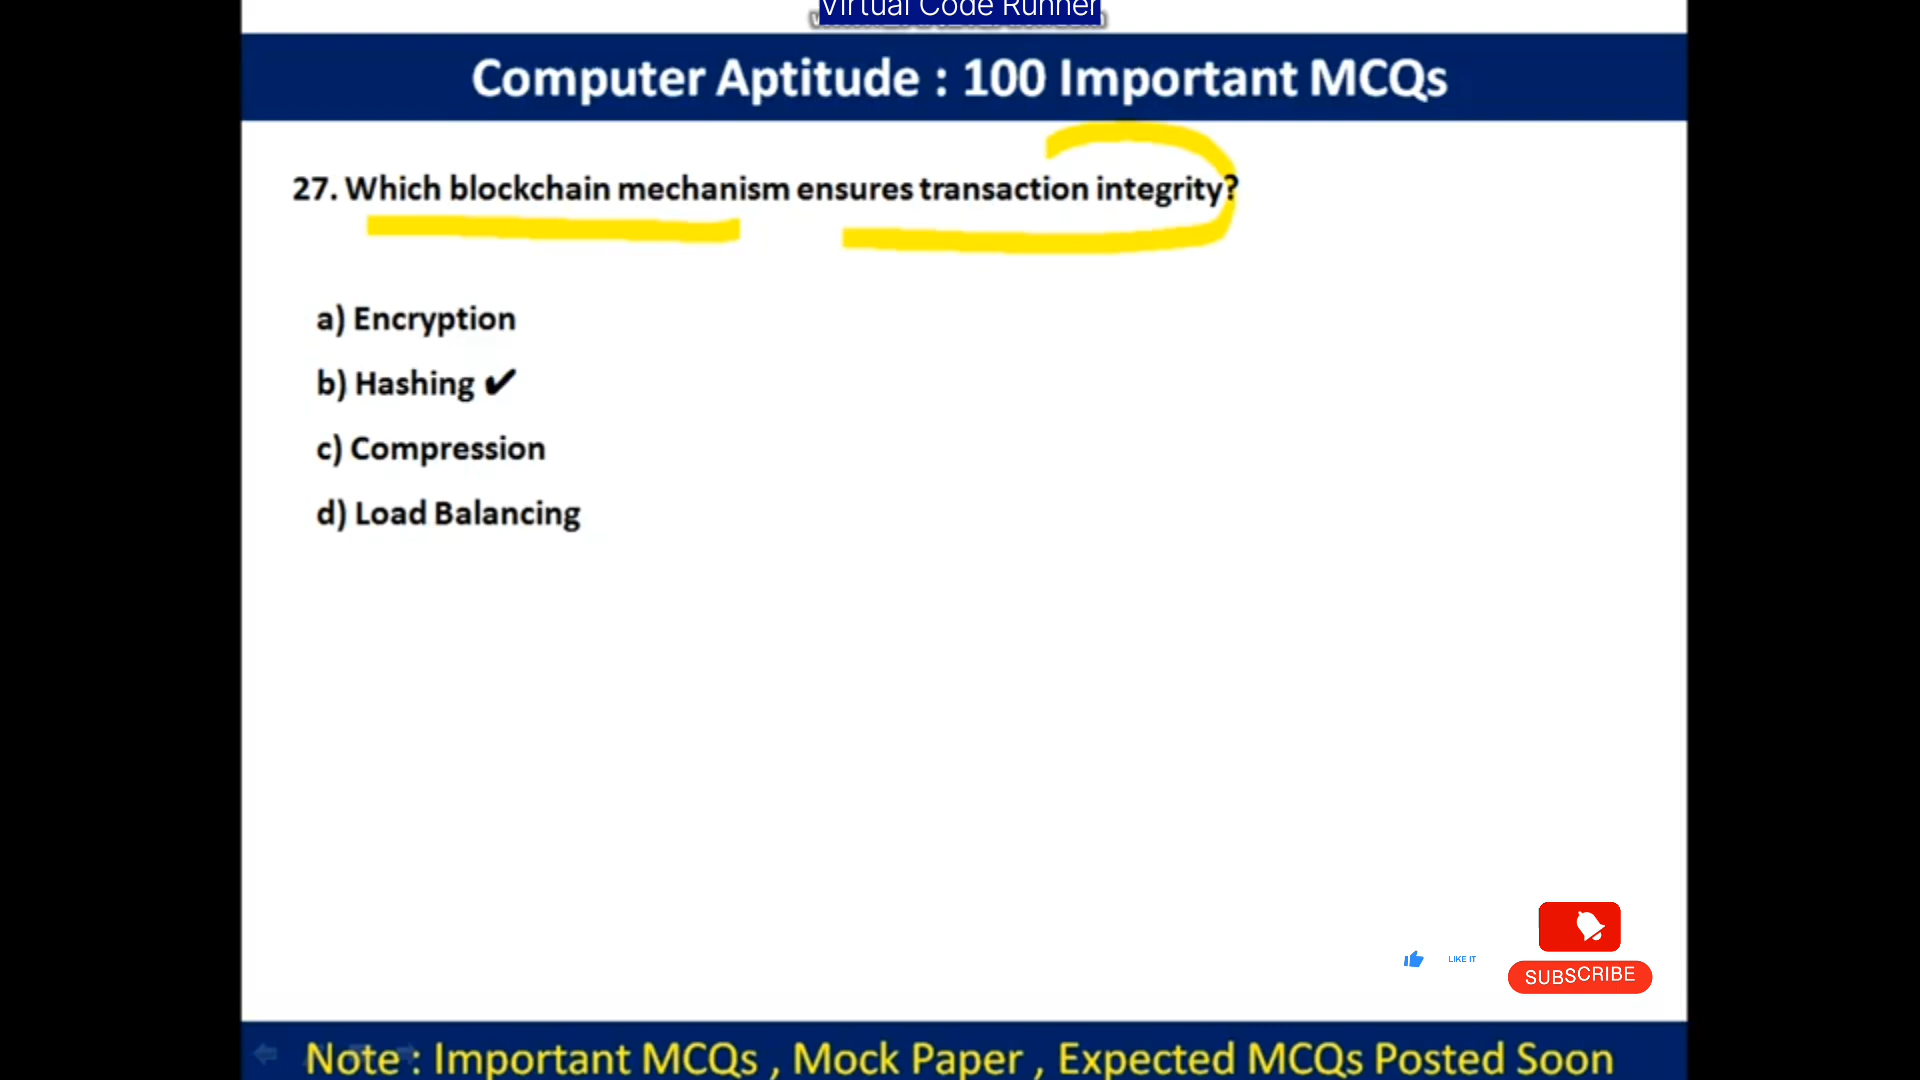 Virtual Code Runner
Computer Aptitude : 100 Important MCQs
27. Which blockchain mechanism ensures transaction integrity?
a) Encryption
b) Hashing ✔
c) Compression
d) Load Balancing
LIKE IT
SUBSCRIBE
Note : Important MCQs , Mock Paper , Expected MCQs Posted Soon